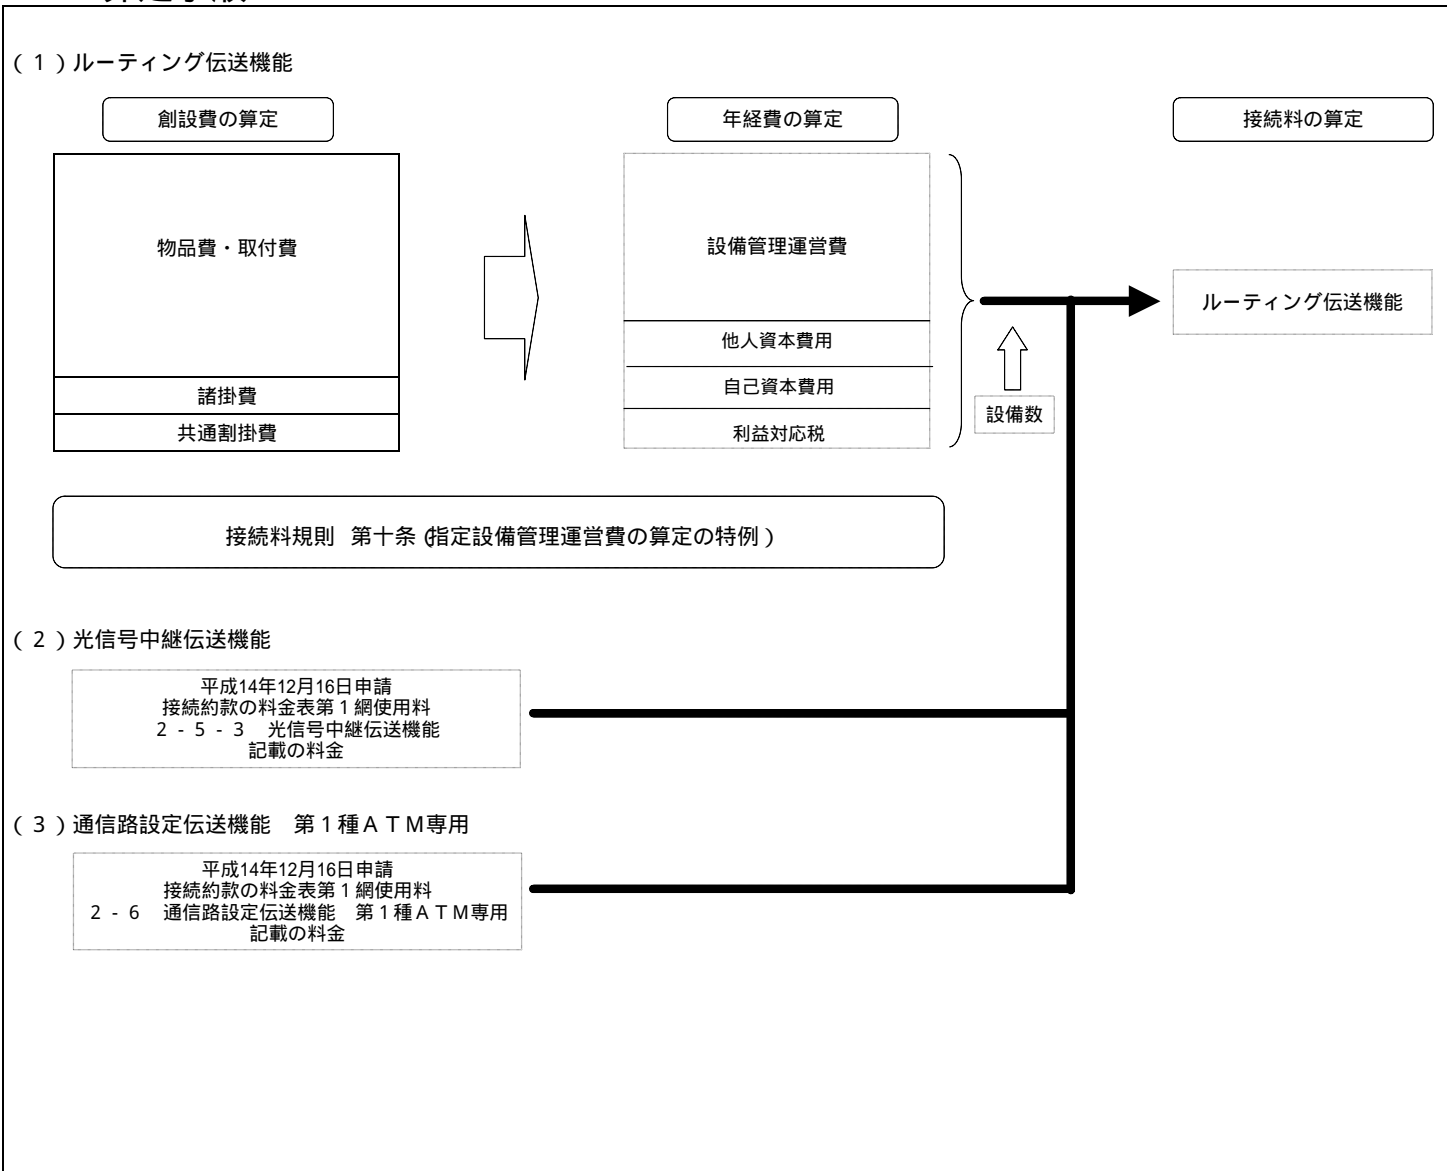 (1)ルーティング伝送機能
創設費の算定
年経費の算定
接続料の算定
物品費・取付費
諸掛費
共通割掛費
設備管理運営費
他人資本費用
自己資本費用
利益対応税
設備数
ルーティング伝送機能
接続料規則 第十条(指定設備管理運営費の算定の特例)
(2)光信号中継伝送機能
平成14年12月16日申請
接続約款の料金表第1網使用料
2-5-3 光信号中継伝送機能
記載の料金
(3)通信路設定伝送機能 第1種ATM専用
平成14年12月16日申請
接続約款の料金表第1網使用料
2-6 通信路設定伝送機能 第1種ATM専用
記載の料金